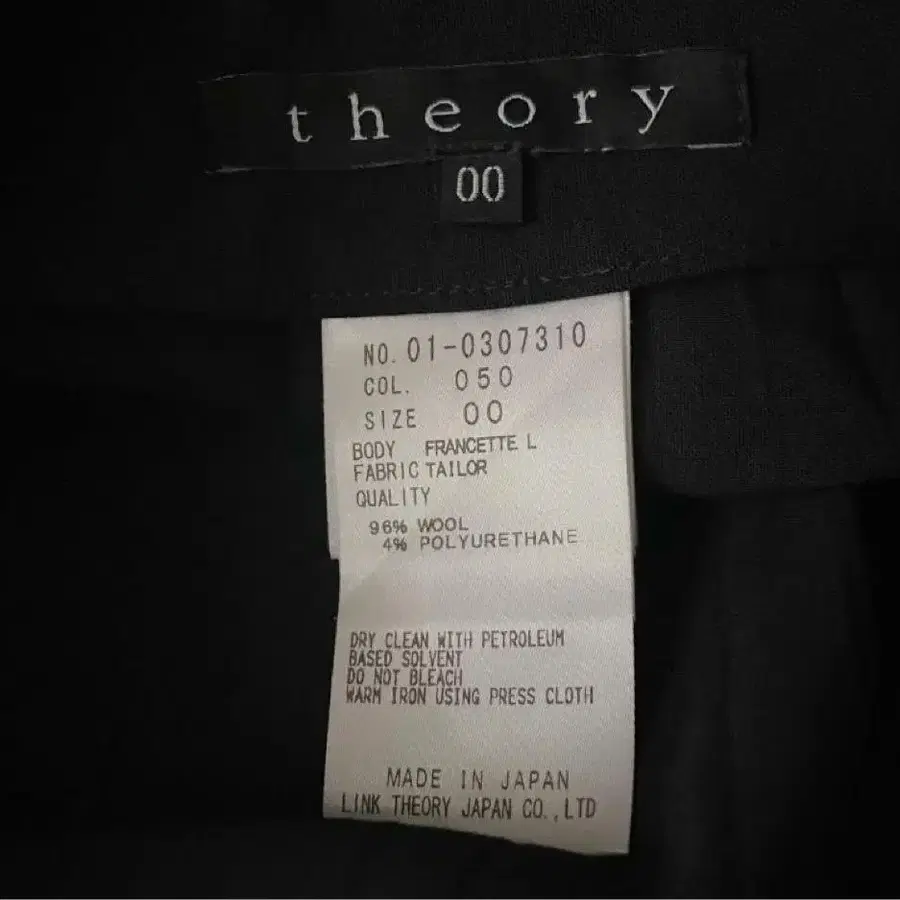 theory
00
NO. 01-0307310
COL. 050
SIZE 00
BODY FRANCETTE L
FABRIC TAILOR
QUALITY
96% WOOL
4% POLYURETHANE
DRY CLEAN WITH PETROLEUM
BASED SOLVENT
DO NOT BLEACH
WARM IRON USING PRESS CLOTH
MADE IN JAPAN
LINK THEORY JAPAN CO.,LTD